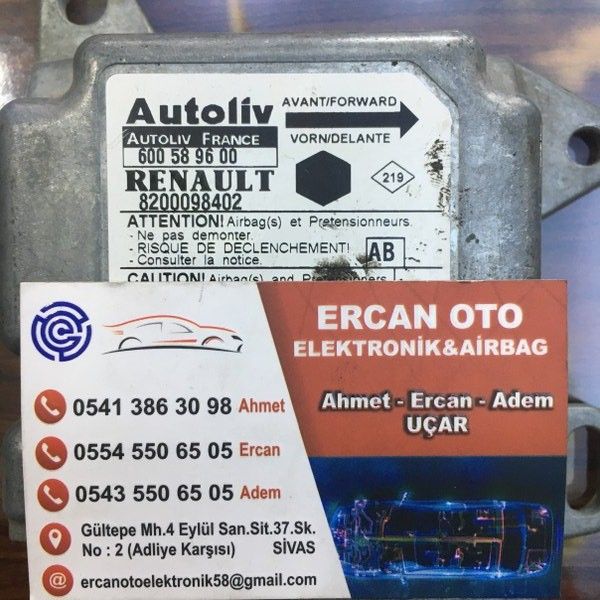 Autoliv
AVANT/FORWARD
AUTOLIV FRANCE
VORN/DELANTE
600 58 96 00
RENAULT
219
8200098402
ATTENTION! Airbag(s) et Pretensionneurs.
- Ne pas demonter.
- RISQUE DE DECLENCHEMENT!
- Consulter la notice.
AB
CAUTION! Airbag(s) and Pretensioners
ERCAN OTO
ELEKTRONİK&AİRBAG
0541 386 30 98 Ahmet
Ahmet - Ercan - Adem
UÇAR
0554 550 65 05 Ercan
0543 550 65 05 Adem
Gültepe Mh.4 Eylül San.Sit.37.Sk.
No : 2 (Adliye Karşısı) SİVAS
ercanotoelektronik58@gmail.com